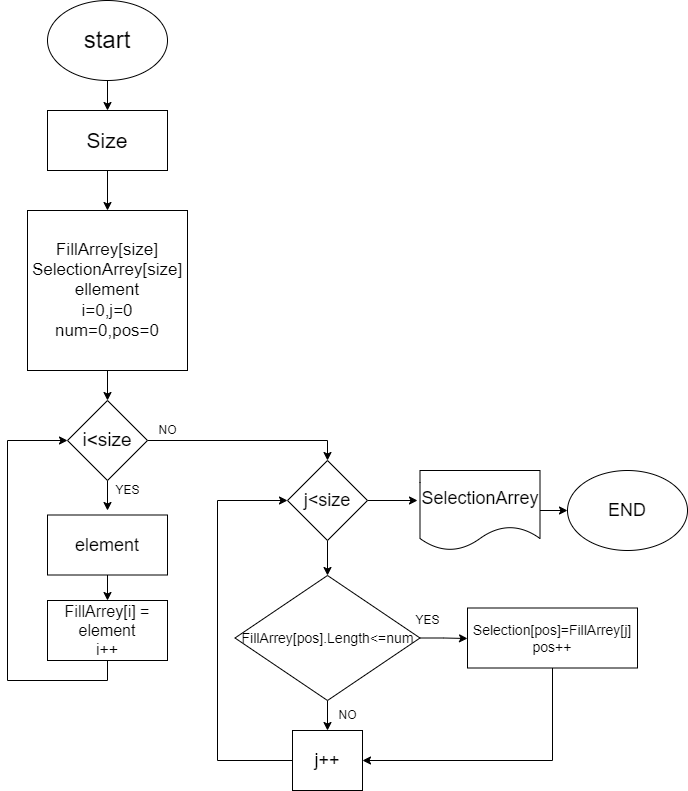 start
Size
FillArrey[size]
SelectionArrey[size]
ellement
i=0,j=0
num=0,pos=0
i<size
NO
YES
element
FillArrey[i] =
element
i++
j<size
SelectionArrey
END
FillArrey[pos].Length<=num
YES
Selection[pos]=FillArrey[j]
pos++
NO
j++